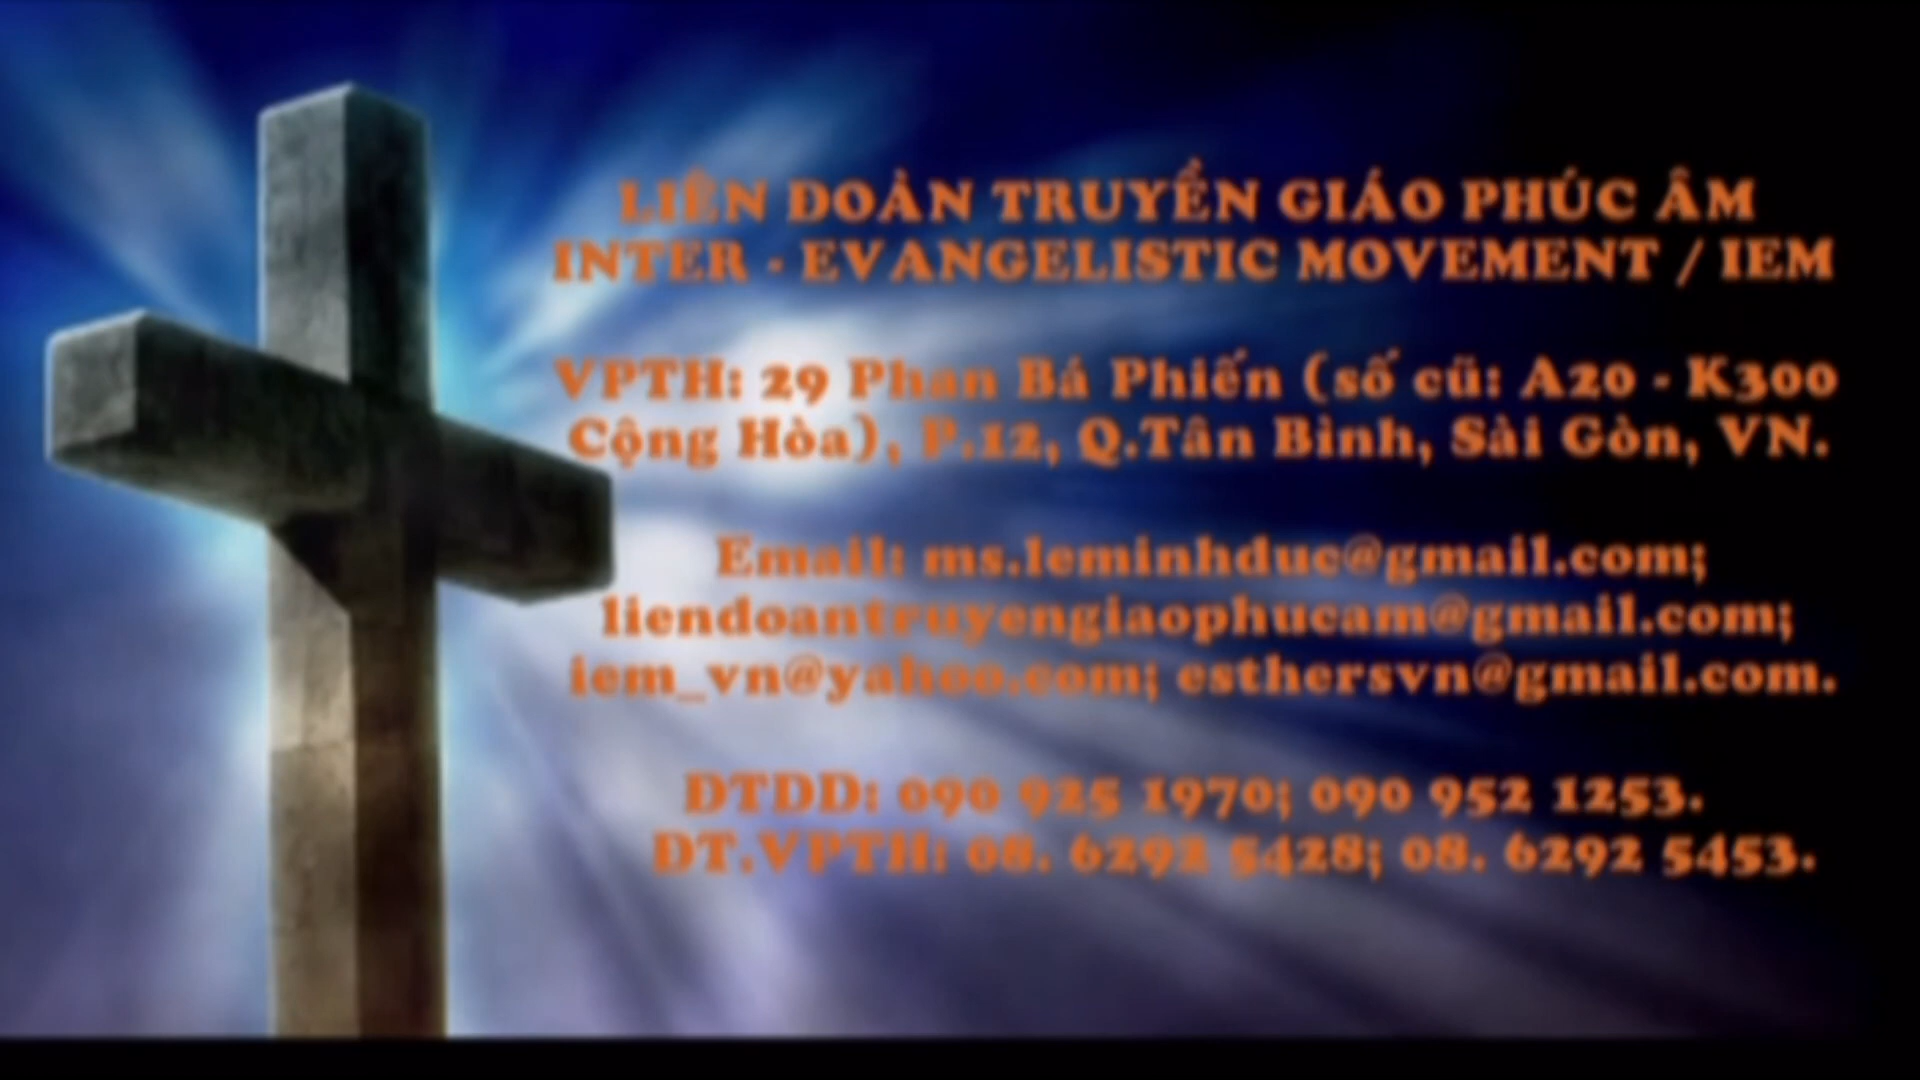 LIÊN ĐOÀN TRUYỀN GIÁO PHÚC ÂM
INTER - EVANGELISTIC MOVEMENT / IEM
VPTH: 29 Phan Bá Phiến (số cũ: A20 - K300
Cộng Hòa), P.12, Q.Tân Bình, Sài Gòn, VN.
Email: ms.leminhduc@gmail.com;
liendoantruyengiaophucam@gmail.com;
iem_vn@yahoo.com; esthersvn@gmail.com.
ĐTDD: 090 925 1970; 090 952 1253.
ĐT.VPTH: 08. 6292 5428; 08. 6292 5453.